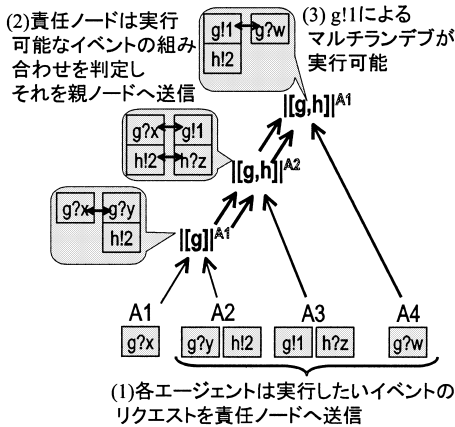 (2)責任ノードは実行
可能なイベントの組み
合わせを判定し
それを親ノードへ送信
(3) g!1による
マルチランデブが
実行可能
g!1 g?w
h!2
|[g,h]|A1
g?x g!1
h!2 h?z
|[g,h]|A2
g?x g?y
h!2
|[g]|A1
A1 A2 A3 A4
g?x g?y h!2 g!1 h?z g?w
(1)各エージェントは実行したいイベントの
リクエストを責任ノードへ送信